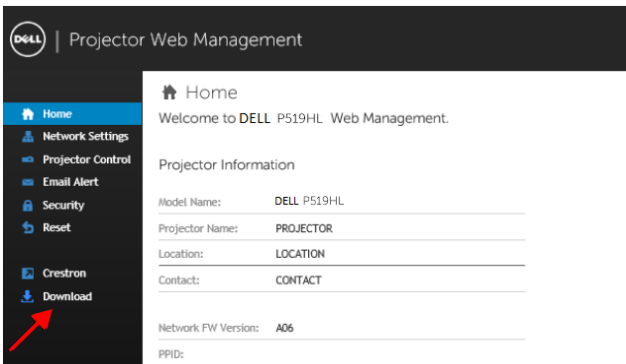 DELL | Projector Web Management
Home
Network Settings
Projector Control
Email Alert
Security
Reset
Crestron
Download
Home
Welcome to DELL P519HL Web Management.
Projector Information
Model Name: DELL P519HL
Projector Name: PROJECTOR
Location: LOCATION
Contact: CONTACT
Network FW Version: A06
PPID: